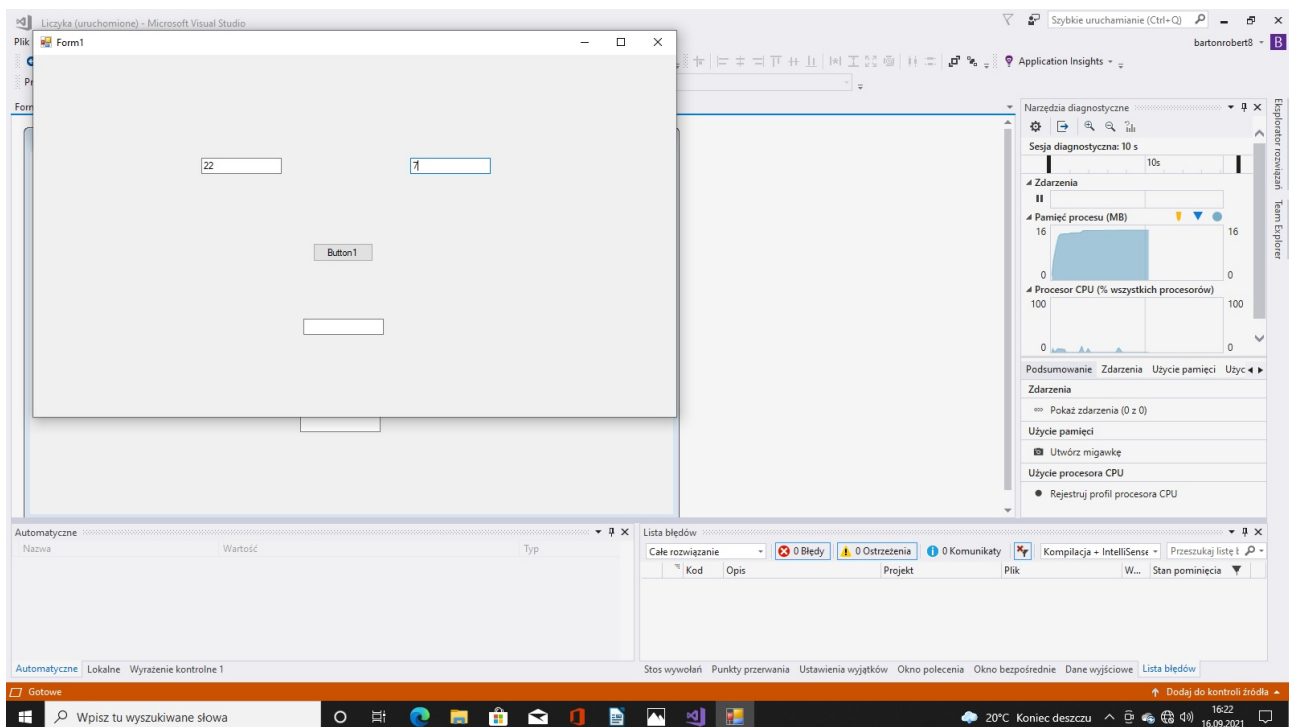 Liczyka (uruchomione) - Microsoft Visual Studio
Szybkie uruchamianie (Ctrl+Q)
Plik
Form1
bartonrobert8
B
Application Insights
Form
22
7
Button1
Narzędzia diagnostyczne
Sesja diagnostyczna: 10 s
10s
Zdarzenia
Pamięć procesu (MB)
16
16
0
0
Procesor CPU (% wszystkich procesorów)
100
100
0
0
Podsumowanie Zdarzenia Użycie pamięci Użyc
Zdarzenia
Pokaż zdarzenia (0 z 0)
Użycie pamięci
Utwórz migawkę
Użycie procesora CPU
Rejestruj profil procesora CPU
Eksplorator rozwiązań
Team Explorer
Automatyczne
Nazwa Wartość Typ
Automatyczne Lokalne Wyrażenie kontrolne 1
Lista błędów
Całe rozwiązanie 0 Błędy 0 Ostrzeżenia 0 Komunikaty Kompilacja + IntelliSense Przeszukaj listę
Kod Opis Projekt Plik W... Stan pominięcia
Stos wywołań Punkty przerwania Ustawienia wyjątków Okno polecenia Okno bezpośrednie Dane wyjściowe Lista błędów
Gotowe
Dodaj do kontroli źródła
Wpisz tu wyszukiwane słowa
20°C Koniec deszczu
16:22
16.09.2021